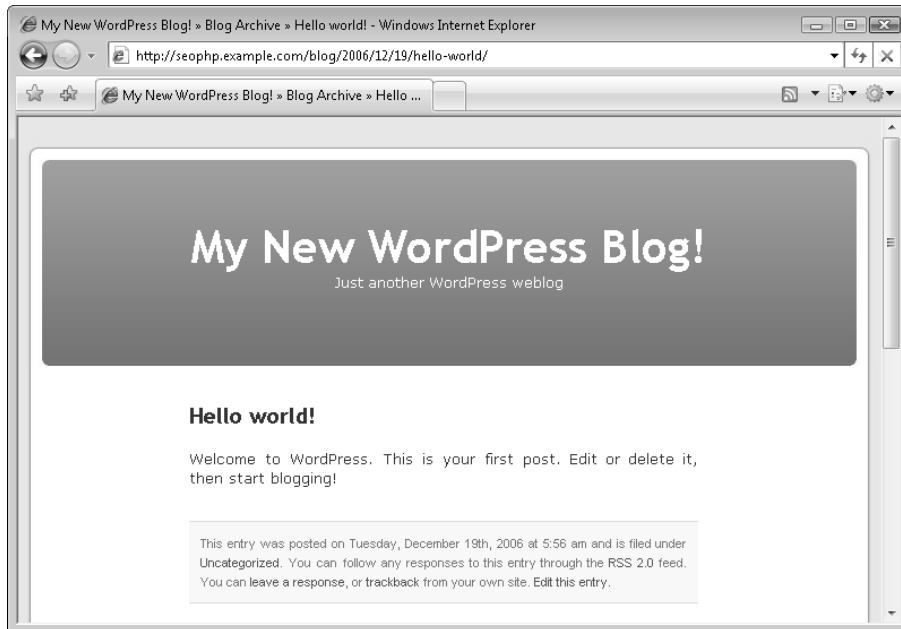 My New WordPress Blog! » Blog Archive » Hello world! - Windows Internet Explorer
http://seophp.example.com/blog/2006/12/19/hello-world/
My New WordPress Blog! » Blog Archive » Hello ...
My New WordPress Blog!
Just another WordPress weblog
Hello world!
Welcome to WordPress. This is your first post. Edit or delete it,
then start blogging!
This entry was posted on Tuesday, December 19th, 2006 at 5:56 am and is filed under
Uncategorized. You can follow any responses to this entry through the RSS 2.0 feed.
You can leave a response, or trackback from your own site. Edit this entry.